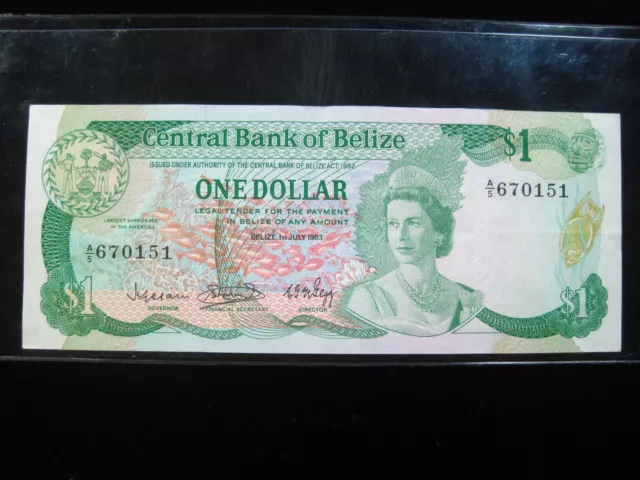 Central Bank of Belize
$1
ISSUED UNDER AUTHORITY OF THE CENTRAL BANK OF BELIZE ACT, 1982
ONE DOLLAR
A/5 670151
LEGAL TENDER FOR THE PAYMENT
IN BELIZE OF ANY AMOUNT
LARGEST BARRIER REEF
IN THE AMERICAS
BELIZE, 1st JULY 1983
A/5 670151
$1
GOVERNOR
FINANCIAL SECRETARY
DIRECTOR
$1